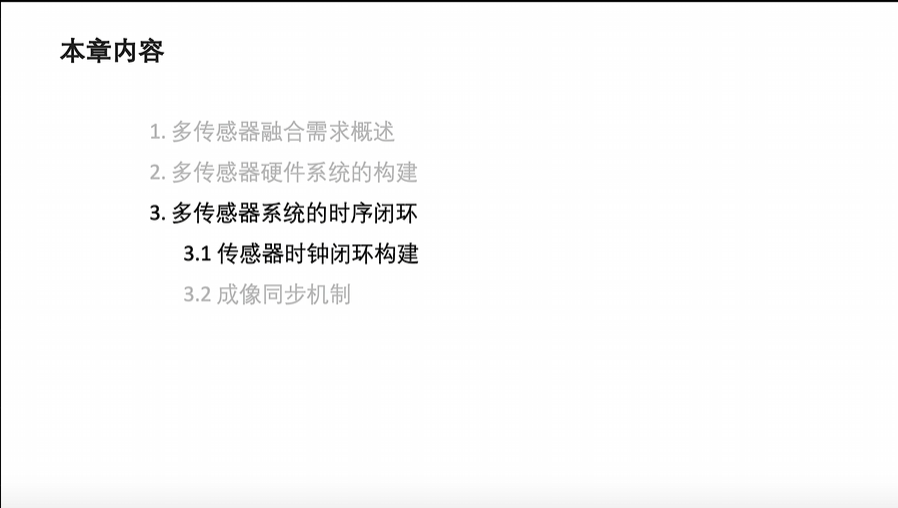 本章内容
1. 多传感器融合需求概述
2. 多传感器硬件系统的构建
3. 多传感器系统的时序闭环
3.1 传感器时钟闭环构建
3.2 成像同步机制